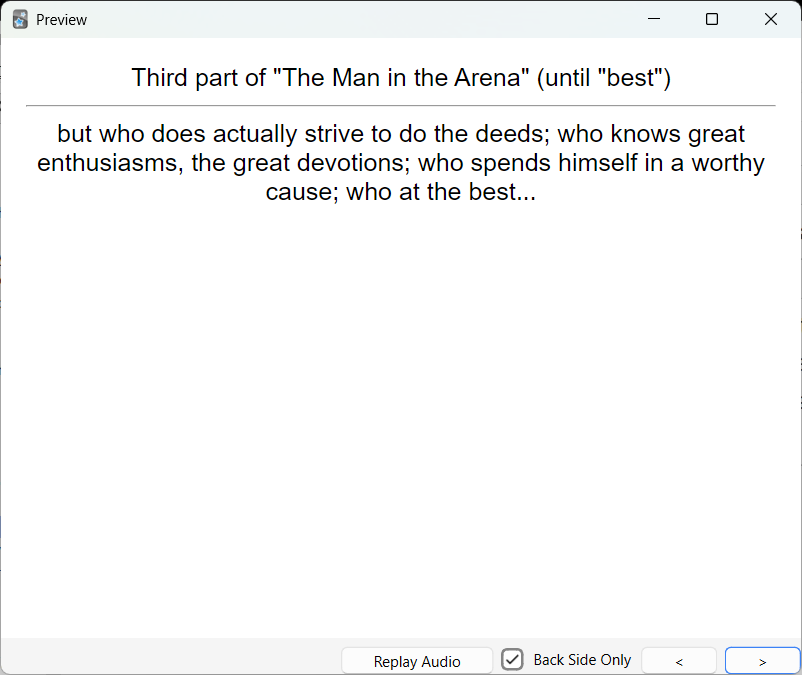 Preview
Third part of "The Man in the Arena" (until "best")
but who does actually strive to do the deeds; who knows great
enthusiasms, the great devotions; who spends himself in a worthy
cause; who at the best...
Replay Audio
Back Side Only
<
>